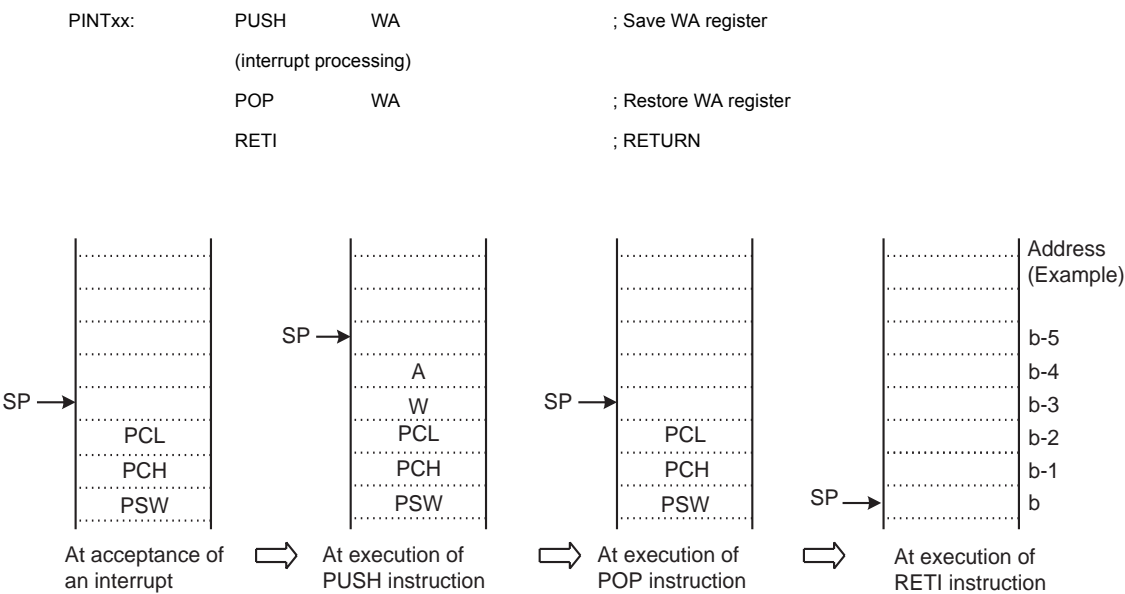 PINTxx: PUSH WA ; Save WA register
(interrupt processing)
POP WA ; Restore WA register
RETI ; RETURN
Address
(Example)
SP b-5
A b-4
SP W SP b-3
PCL PCL PCL b-2
PCH PCH PCH b-1
PSW PSW PSW SP b
At acceptance of
an interrupt
At execution of
PUSH instruction
At execution of
POP instruction
At execution of
RETI instruction